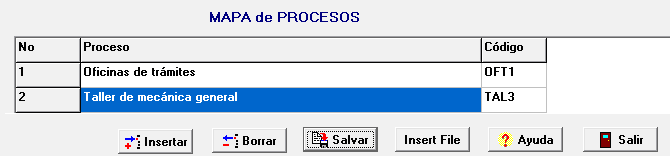 MAPA de PROCESOS
No Proceso Código
1 Oficinas de trámites OFT1
2 Taller de mecánica general TAL3
Insertar Borrar Salvar Insert File Ayuda Salir